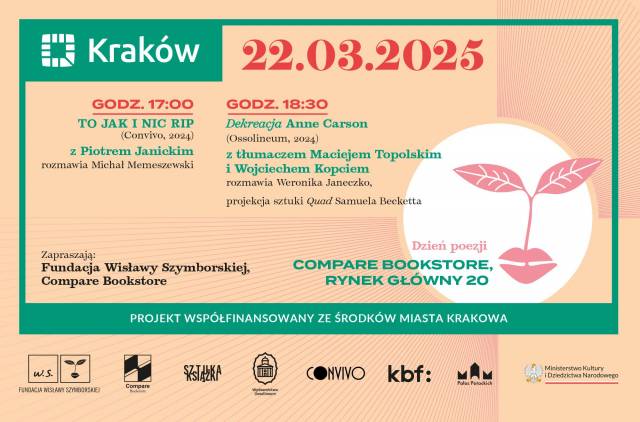 Kraków
22.03.2025
GODZ. 17:00
TO JAK I NIC RIP
(Convivo, 2024)
z Piotrem Janickim
rozmawia Michał Memeszewski
GODZ. 18:30
Dekreacja Anne Carson
(Ossolineum, 2024)
z tłumaczem Maciejem Topolskim
i Wojciechem Kopciem
rozmawia Weronika Janeczko,
projekcja sztuki Quad Samuela Becketta
Zapraszają:
Fundacja Wisławy Szymborskiej,
Compare Bookstore
Dzień poezji
COMPARE BOOKSTORE,
RYNEK GŁÓWNY 20
PROJEKT WSPÓŁFINANSOWANY ZE ŚRODKÓW MIASTA KRAKOWA
w.s.
FUNDACJA WISŁAWY SZYMBORSKIEJ
Compare
Bookstore
SZTUKA
KSIĄŻKI
Wydawnictwo
Ossolineum
CONVIVO
kbf:
Pałac Potockich
Ministerstwo Kultury
i Dziedzictwa Narodowego